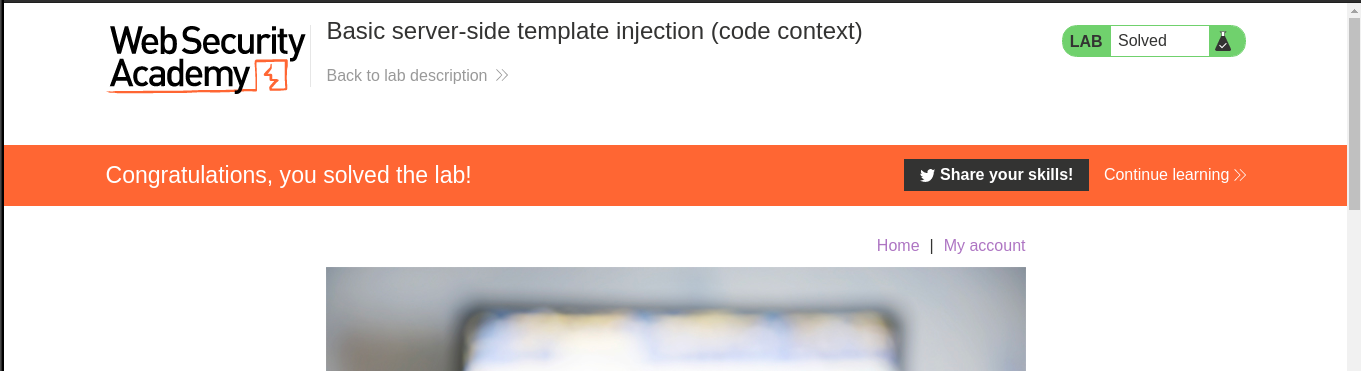 Web Security
Academy
Basic server-side template injection (code context)
Back to lab description
LAB Solved
Congratulations, you solved the lab!
Share your skills!
Continue learning
Home | My account